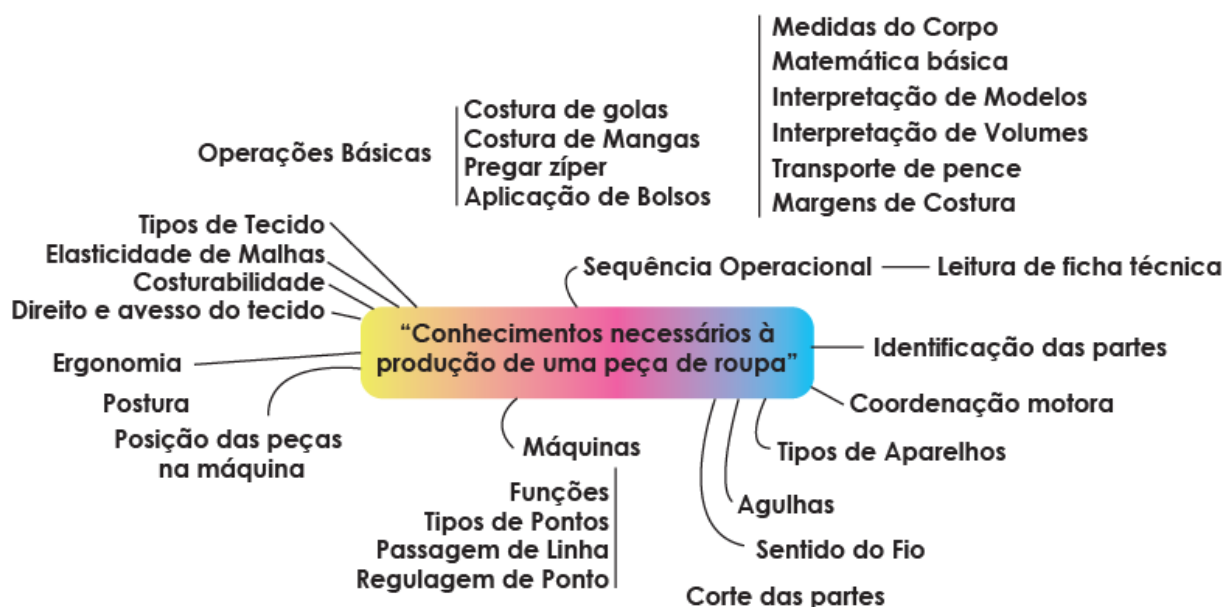 Medidas do Corpo
Matemática básica
Interpretação de Modelos
Interpretação de Volumes
Transporte de pence
Margens de Costura
Operações Básicas
Costura de golas
Costura de Mangas
Pregar zíper
Aplicação de Bolsos
Tipos de Tecido
Elasticidade de Malhas
Costurabilidade
Direito e avesso do tecido
Sequência Operacional
Leitura de ficha técnica
“Conhecimentos necessários à
produção de uma peça de roupa”
Ergonomia
Identificação das partes
Postura
Coordenação motora
Posição das peças
na máquina
Máquinas
Tipos de Aparelhos
Funções
Tipos de Pontos
Passagem de Linha
Regulagem de Ponto
Agulhas
Sentido do Fio
Corte das partes